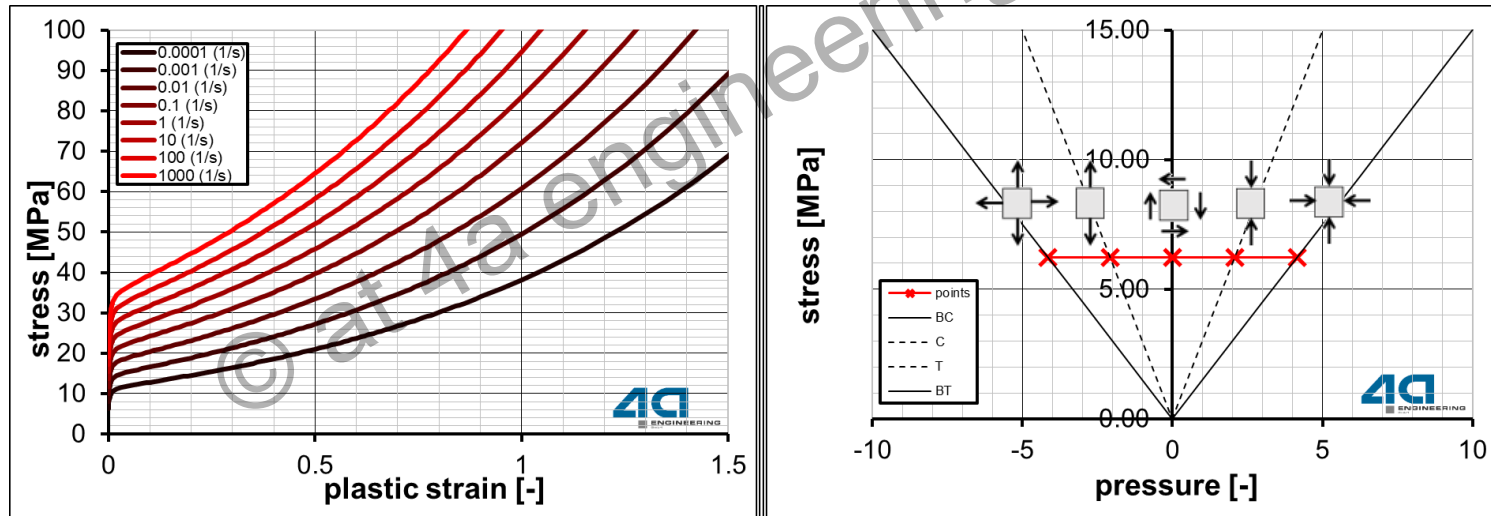 100
90
80
70
60
50
40
30
20
10
0
0
0.5
1
1.5
stress [MPa]
plastic strain [-]
0.0001 (1/s)
0.001 (1/s)
0.01 (1/s)
0.1 (1/s)
1 (1/s)
10 (1/s)
100 (1/s)
1000 (1/s)
4a
ENGINEERING
15.00
10.00
5.00
0.00
-10
-5
0
5
10
stress [MPa]
pressure [-]
points
BC
C
T
BT
4a
ENGINEERING
© at 4a engineering